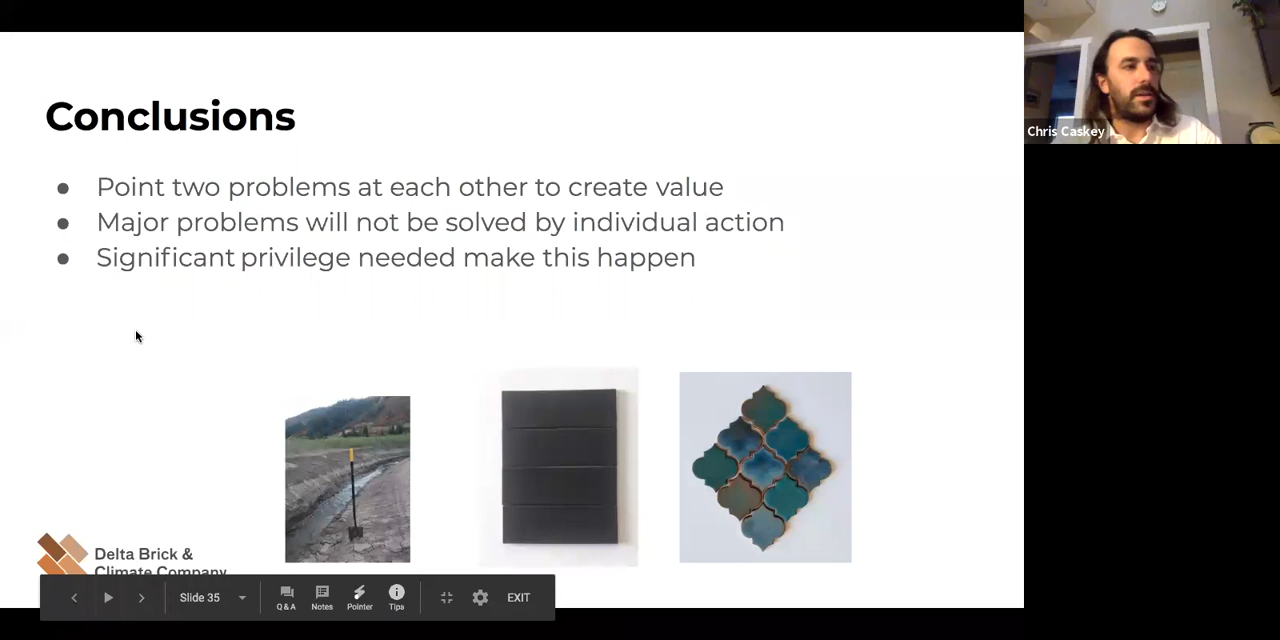 Conclusions
● Point two problems at each other to create value
● Major problems will not be solved by individual action
● Significant privilege needed make this happen
Delta Brick &
Climate Company
Slide 35
Q&A
Notes
Pointer
Tips
EXIT
Chris Caskey